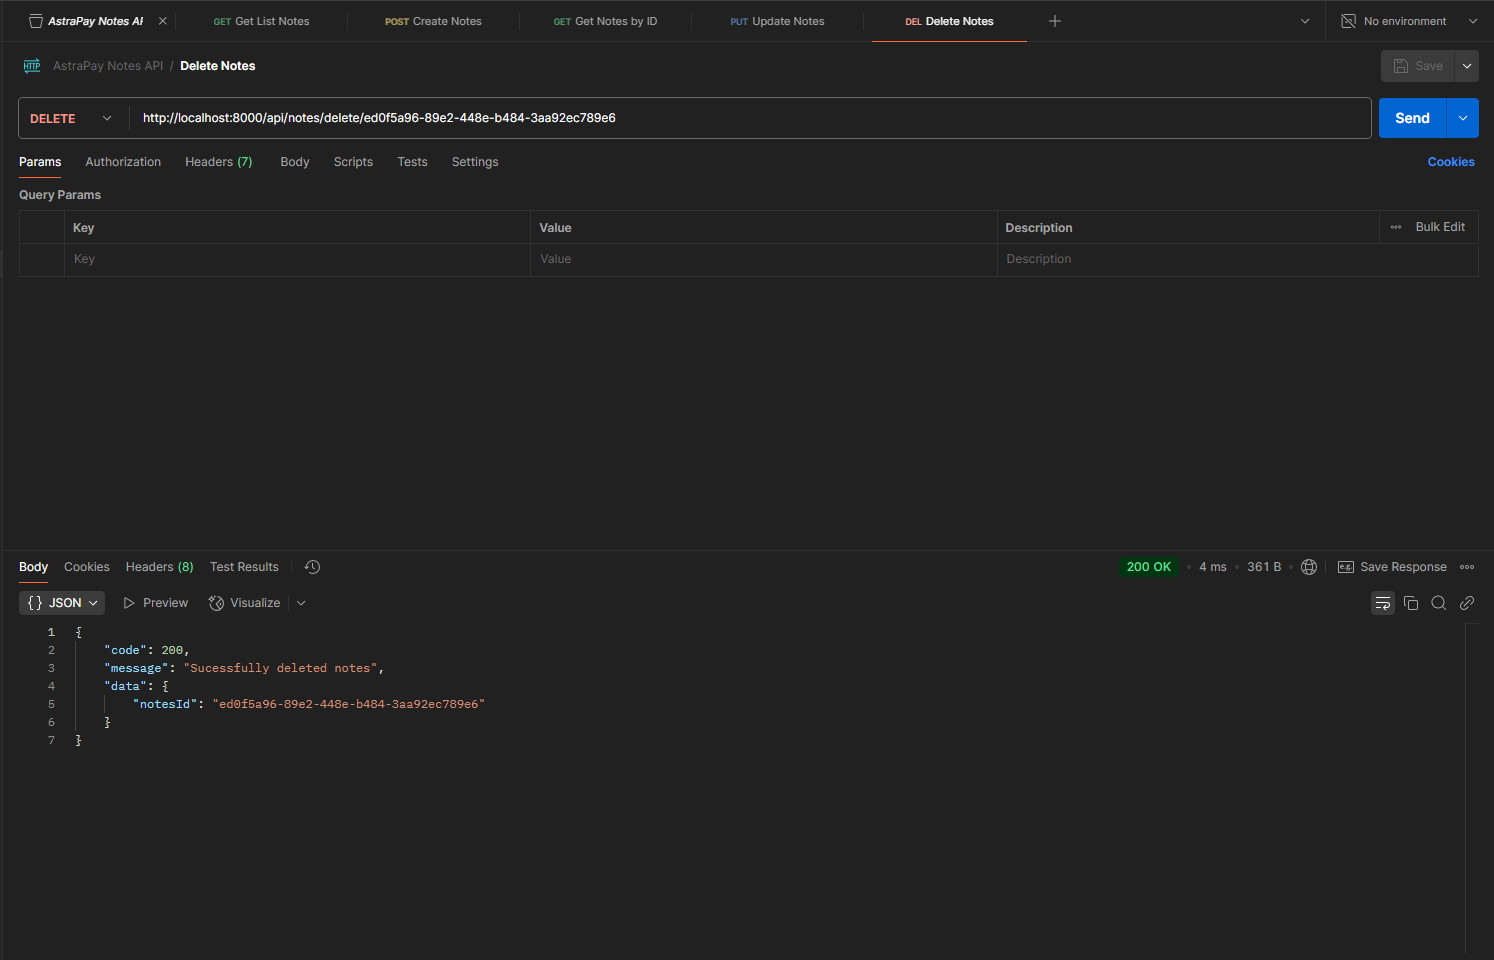 AstraPay Notes AI
GET Get List Notes
POST Create Notes
GET Get Notes by ID
PUT Update Notes
DEL Delete Notes
No environment
HTTP AstraPay Notes API / Delete Notes
Save
DELETE http://localhost:8000/api/notes/delete/ed0f5a96-89e2-448e-b484-3aa92ec789e6
Send
Params Authorization Headers (7) Body Scripts Tests Settings Cookies
Query Params
Key Value Description Bulk Edit
Key Value Description
Body Cookies Headers (8) Test Results 200 OK • 4 ms • 361 B • e.g. Save Response
{} JSON Preview Visualize
1 {
2 "code": 200,
3 "message": "Sucessfully deleted notes",
4 "data": {
5 "notesId": "ed0f5a96-89e2-448e-b484-3aa92ec789e6"
6 }
7 }